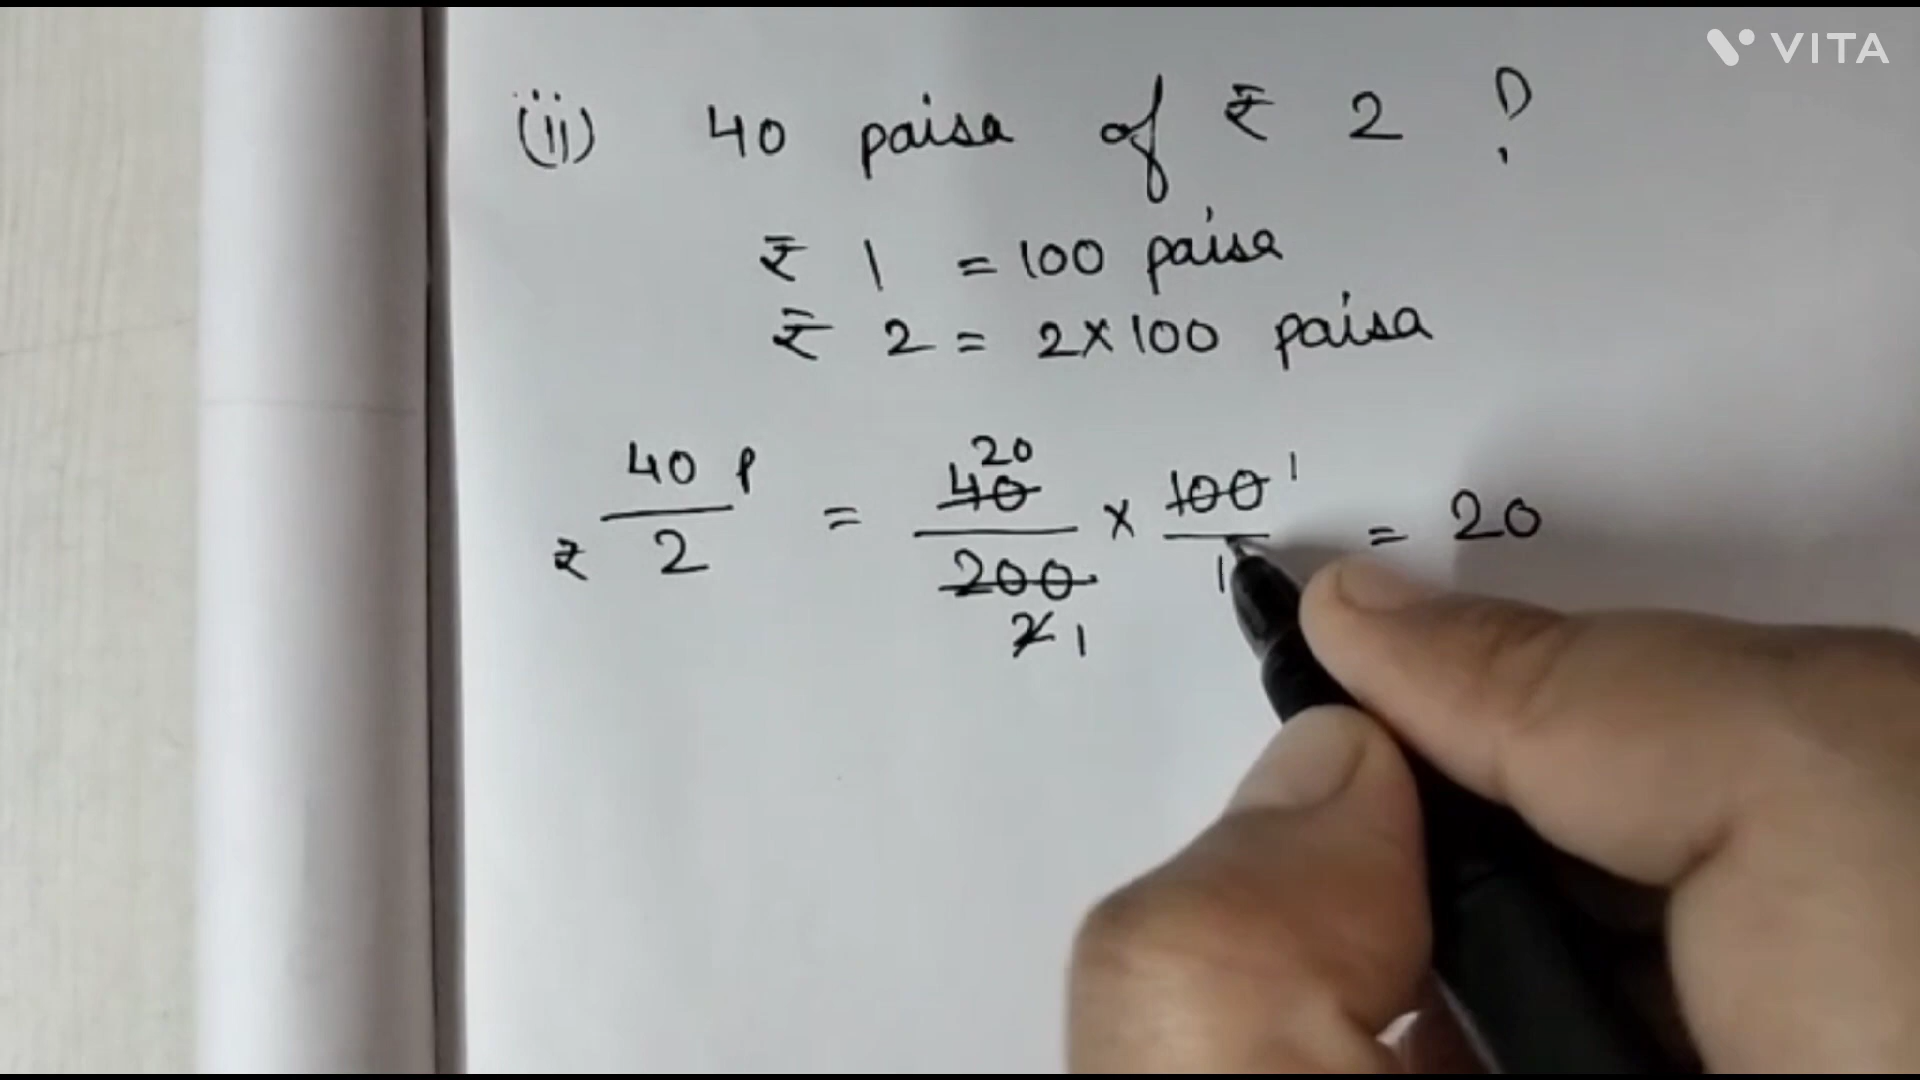 VITA
(ii) 40 paisa of ₹ 2 ?
₹ 1 = 100 paisa
₹ 2 = 2×100 paisa
40 P / ₹ 2 = 40 20 / 200 2 1 × 100 1 / 1 = 20